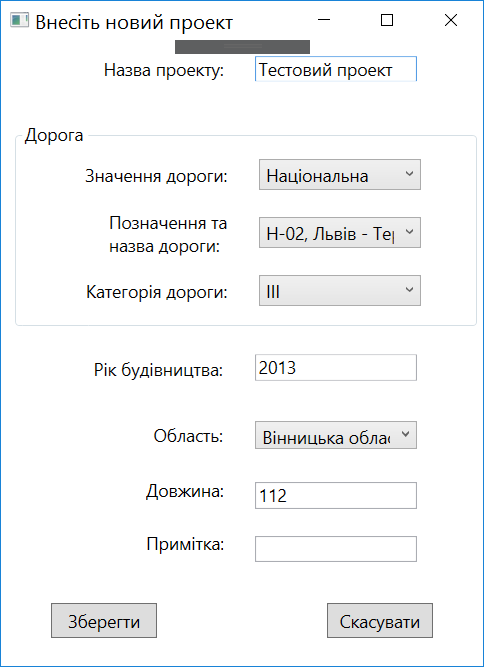 Внесіть новий проект
Назва проекту: Тестовий проект
Дорога
Значення дороги: Національна
Позначення та
назва дороги: Н-02, Львів - Тер
Категорія дороги: III
Рік будівництва: 2013
Область: Вінницька облас
Довжина: 112
Примітка:
Зберегти Скасувати